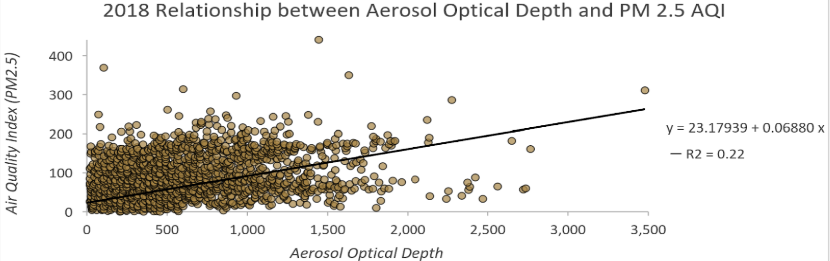 2018 Relationship between Aerosol Optical Depth and PM 2.5 AQI
Air Quality Index (PM2.5)
400
300
200
100
0
0 500 1,000 1,500 2,000 2,500 3,000 3,500
Aerosol Optical Depth
y = 23.17939 + 0.06880 x
— R2 = 0.22